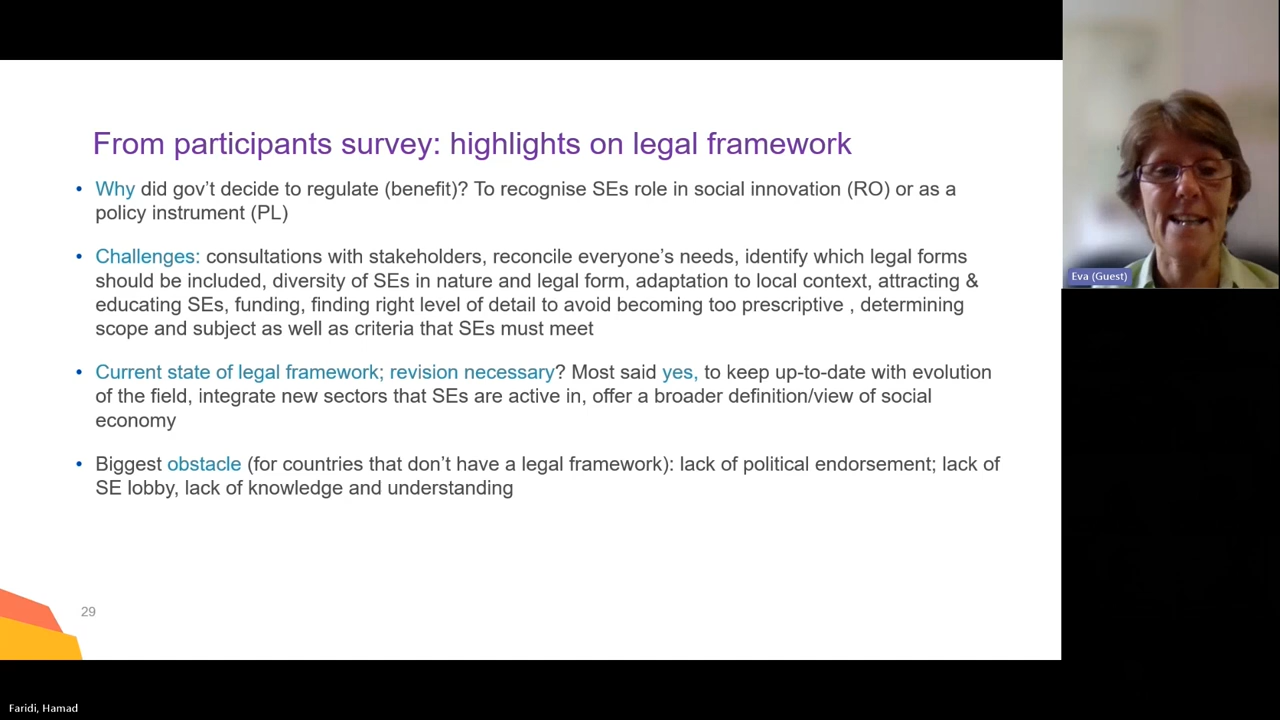 From participants survey: highlights on legal framework
• Why did gov’t decide to regulate (benefit)? To recognise SEs role in social innovation (RO) or as a
policy instrument (PL)
• Challenges: consultations with stakeholders, reconcile everyone’s needs, identify which legal forms
should be included, diversity of SEs in nature and legal form, adaptation to local context, attracting &
educating SEs, funding, finding right level of detail to avoid becoming too prescriptive , determining
scope and subject as well as criteria that SEs must meet
• Current state of legal framework; revision necessary? Most said yes, to keep up-to-date with evolution
of the field, integrate new sectors that SEs are active in, offer a broader definition/view of social
economy
• Biggest obstacle (for countries that don’t have a legal framework): lack of political endorsement; lack of
SE lobby, lack of knowledge and understanding
29
Eva (Guest)
Faridi, Hamad